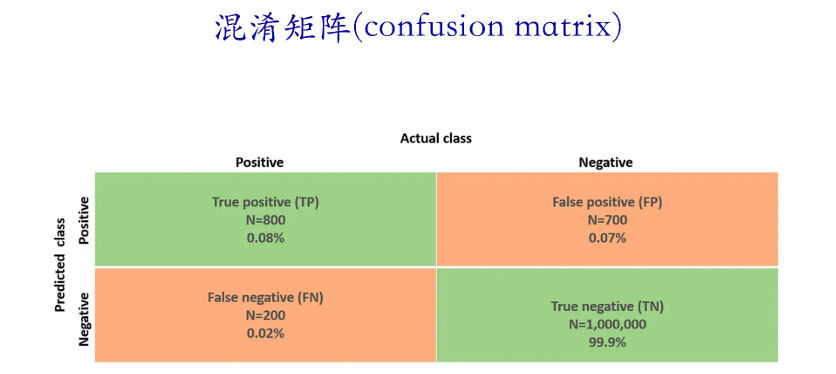 混淆矩阵(confusion matrix)
Actual class
Positive
Negative
Predicted class
Positive
True positive (TP)
N=800
0.08%
False positive (FP)
N=700
0.07%
Negative
False negative (FN)
N=200
0.02%
True negative (TN)
N=1,000,000
99.9%